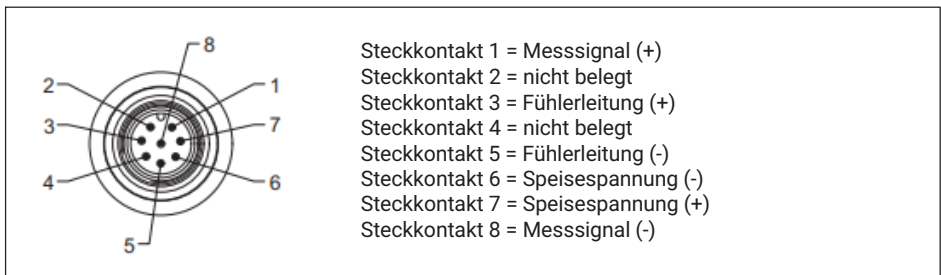 8
2
1
3
7
4
6
5
Steckkontakt 1 = Messsignal (+)
Steckkontakt 2 = nicht belegt
Steckkontakt 3 = Fühlerleitung (+)
Steckkontakt 4 = nicht belegt
Steckkontakt 5 = Fühlerleitung (-)
Steckkontakt 6 = Speisespannung (-)
Steckkontakt 7 = Speisespannung (+)
Steckkontakt 8 = Messsignal (-)